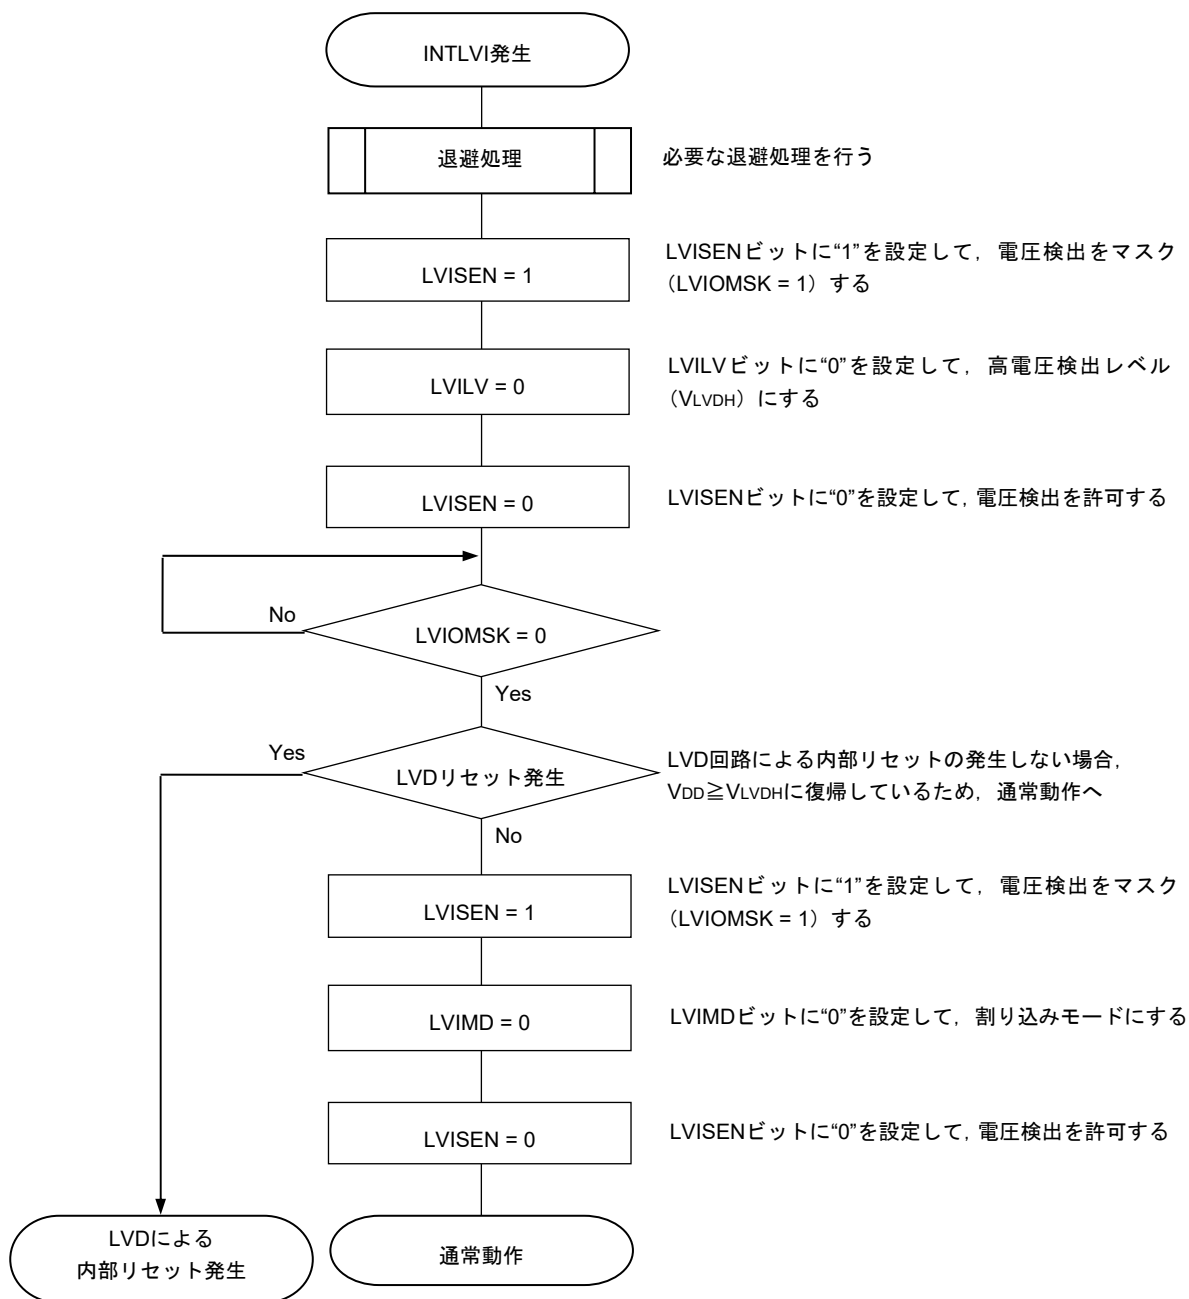 INTLVI発生
退避処理
必要な退避処理を行う
LVISEN = 1
LVISENビットに“1”を設定して，電圧検出をマスク
（LVIOMSK = 1）する
LVILV = 0
LVILVビットに“0”を設定して，高電圧検出レベル
（VLVDH）にする
LVISEN = 0
LVISENビットに“0”を設定して，電圧検出を許可する
No
LVIOMSK = 0
Yes
Yes
LVDリセット発生
LVD回路による内部リセットの発生しない場合，
VDD≧VLVDHに復帰しているため，通常動作へ
No
LVISEN = 1
LVISENビットに“1”を設定して，電圧検出をマスク
（LVIOMSK = 1）する
LVIMD = 0
LVIMDビットに“0”を設定して，割り込みモードにする
LVISEN = 0
LVISENビットに“0”を設定して，電圧検出を許可する
LVDによる
内部リセット発生
通常動作